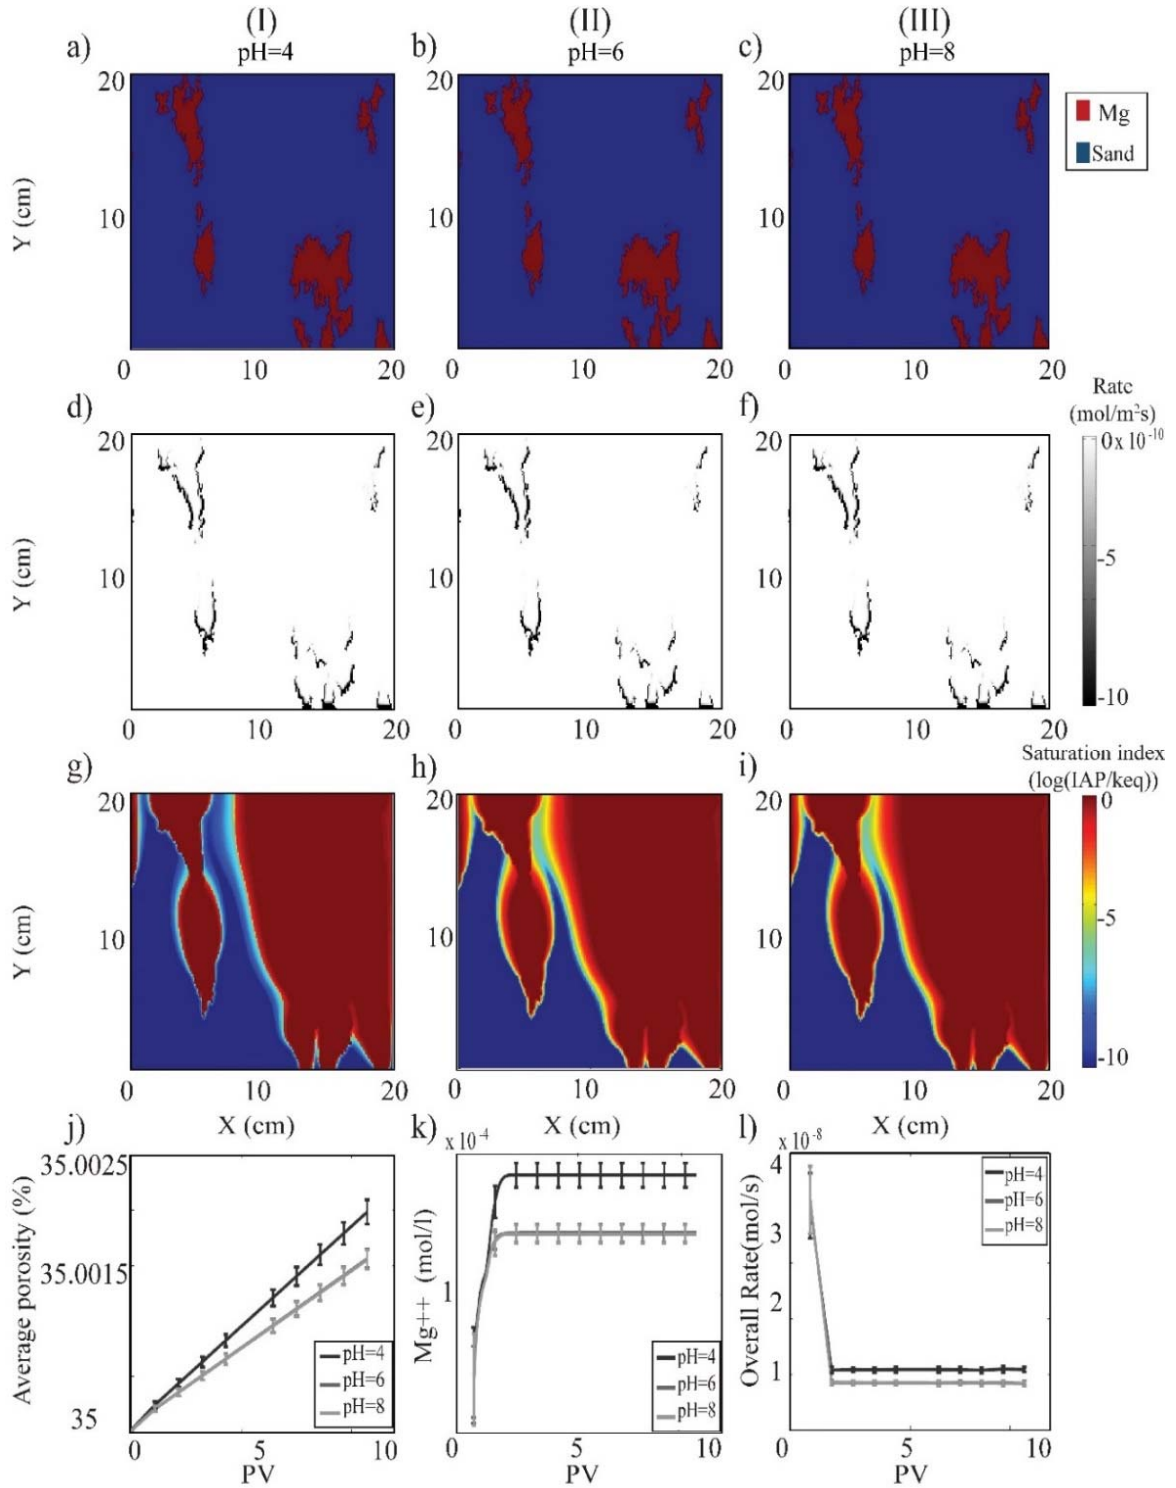 (I) (II) (III)
a) pH=4 b) pH=6 c) pH=8
20 20 20
Mg
Sand
Y (cm)
10 10 10
0 10 20 0 10 20 0 10 20
d) e) f)
Rate
(mol/m²s)
20 20 20
0x 10 -10
Y (cm)
-5
10 10 10
-10
0 10 20 0 10 20 0 10 20
g) h) i)
Saturation index
(log(IAP/keq))
20 20 20
0
Y (cm)
-5
10 10 10
-10
0 10 20 0 10 20 0 10 20
X (cm) X (cm) X (cm)
j) k) l)
x 10⁻⁴ x 10⁻⁸
35.0025
35.0015
35
Average porosity (%)
pH=4
pH=6
pH=8
0 5 10
PV
Mg++ (mol/l)
1
pH=4
pH=6
pH=8
0 5 10
PV
Overall Rate(mol/s)
4
3
2
1
pH=4
pH=6
pH=8
0 5 10
PV